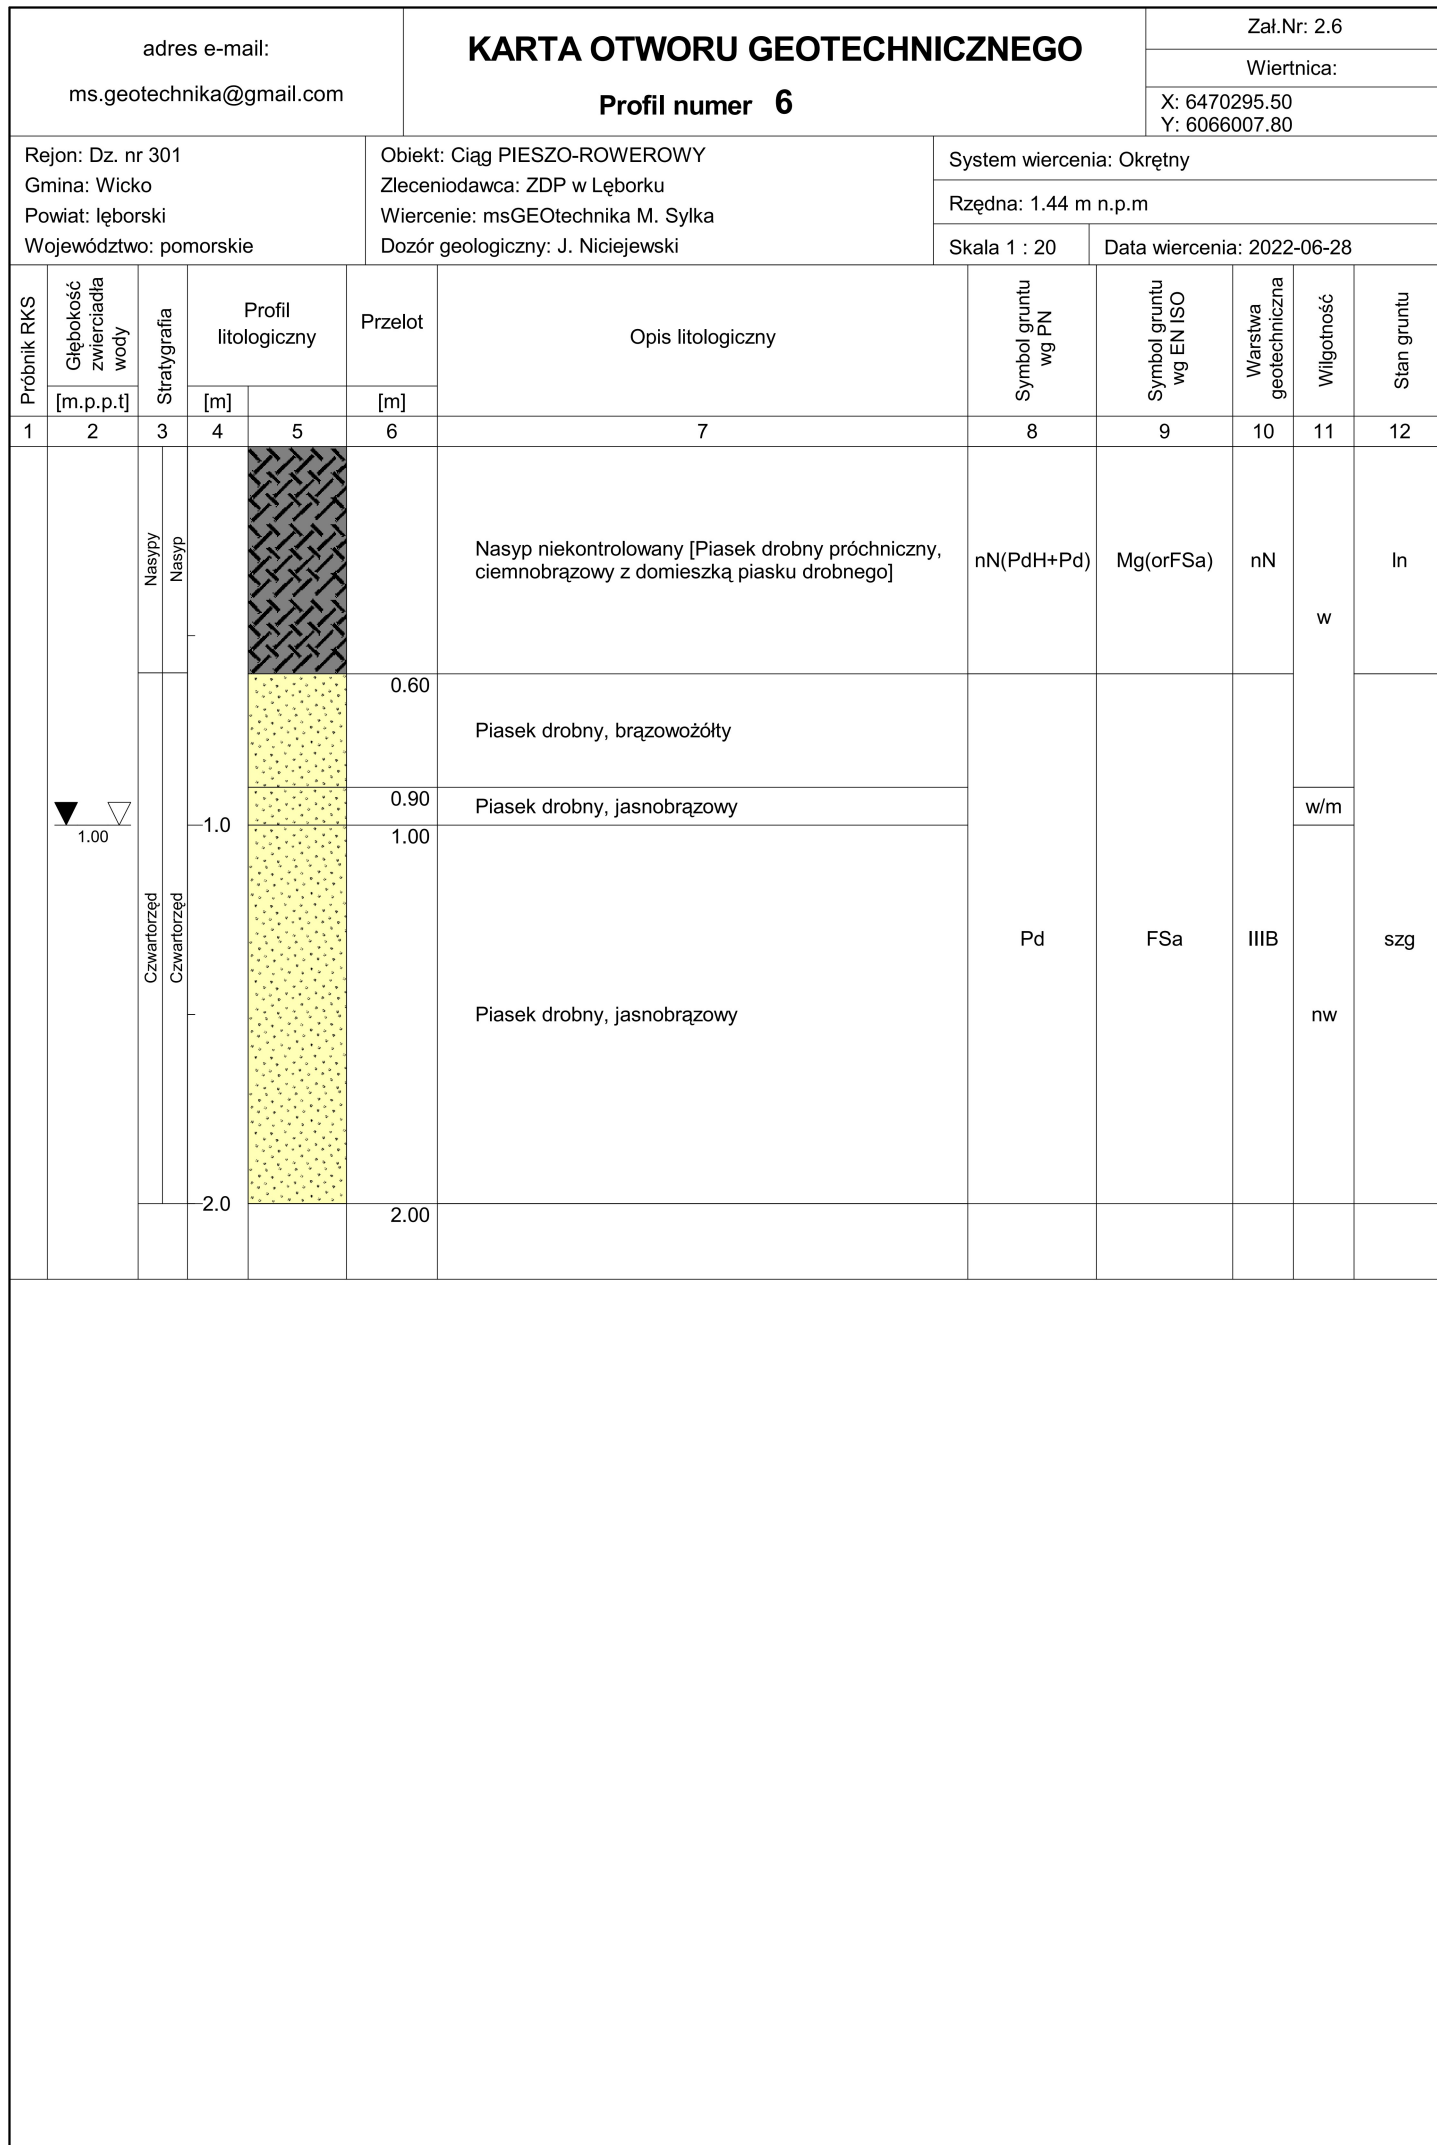 adres e-mail:
ms.geotechnika@gmail.com
KARTA OTWORU GEOTECHNICZNEGO
Profil numer 6
Zał.Nr: 2.6
Wiertnica:
X: 6470295.50
Y: 6066007.80
Rejon: Dz. nr 301
Gmina: Wicko
Powiat: lęborski
Województwo: pomorskie
Obiekt: Ciąg PIESZO-ROWEROWY
Zleceniodawca: ZDP w Lęborku
Wiercenie: msGEOtechnika M. Sylka
Dozór geologiczny: J. Niciejewski
System wiercenia: Okrętny
Rzędna: 1.44 m n.p.m
Skala 1 : 20
Data wiercenia: 2022-06-28
Próbnik RKS
Głębokość
zwierciadła
wody
[m.p.p.t]
Stratygrafia
Profil
litologiczny
[m]
Przelot
[m]
Opis litologiczny
Symbol gruntu
wg PN
Symbol gruntu
wg EN ISO
Warstwa
geotechniczna
Wilgotność
Stan gruntu
1 2 3 4 5 6 7 8 9 10 11 12
Nasypy
Nasyp
Nasyp niekontrolowany [Piasek drobny próchniczny,
ciemnobrązowy z domieszką piasku drobnego]
nN(PdH+Pd)
Mg(orFSa)
nN
w
ln
0.60
Piasek drobny, brązowożółty
0.90
Piasek drobny, jasnobrązowy
w/m
1.00
1.0
1.00
Czwartorzęd
Czwartorzęd
Piasek drobny, jasnobrązowy
Pd
FSa
IIIB
nw
szg
2.0
2.00